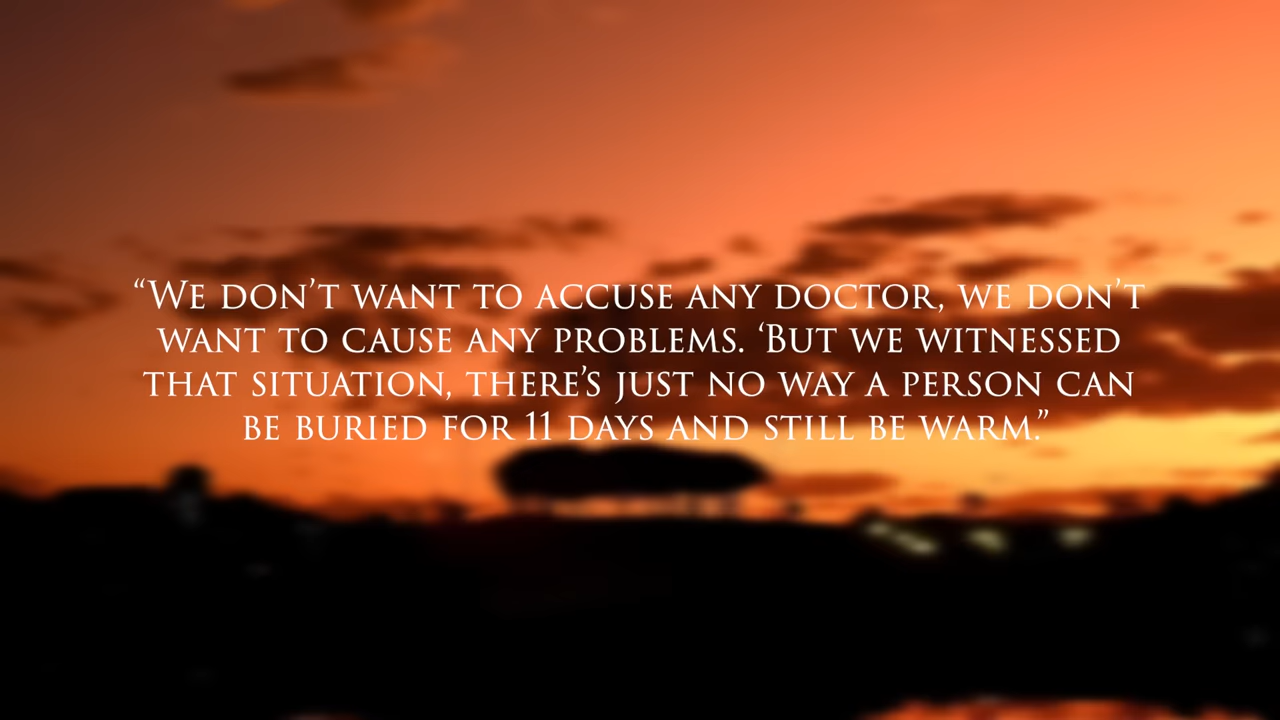 “We don’t want to accuse any doctor, we don’t
want to cause any problems. ‘But we witnessed
that situation, there’s just no way a person can
be buried for 11 days and still be warm.”